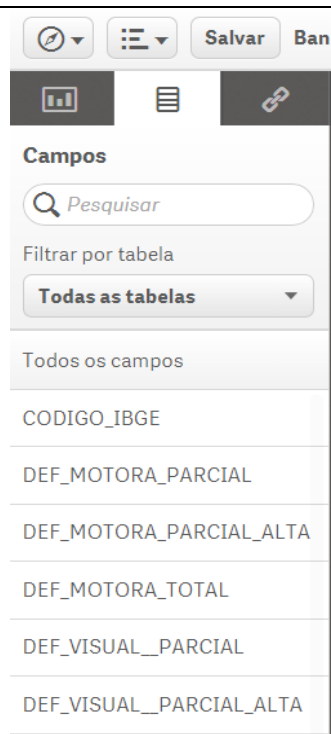 Salvar Ban
Campos
Pesquisar
Filtrar por tabela
Todas as tabelas
Todos os campos
CODIGO_IBGE
DEF_MOTORA_PARCIAL
DEF_MOTORA_PARCIAL_ALTA
DEF_MOTORA_TOTAL
DEF_VISUAL__PARCIAL
DEF_VISUAL__PARCIAL_ALTA